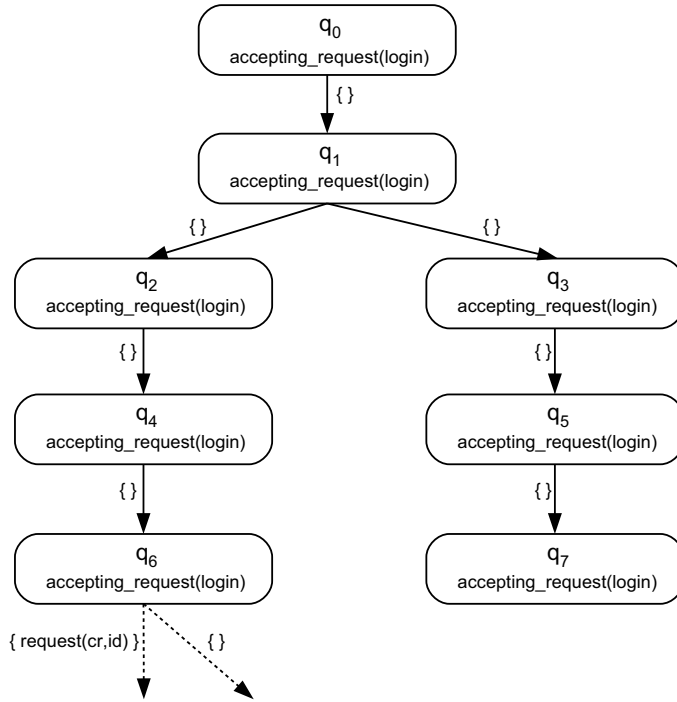 q0
accepting_request(login)
{ }
q1
accepting_request(login)
{ }
{ }
q2
accepting_request(login)
q3
accepting_request(login)
{ }
{ }
q4
accepting_request(login)
q5
accepting_request(login)
{ }
{ }
q6
accepting_request(login)
q7
accepting_request(login)
{ request(cr,id) }
{ }